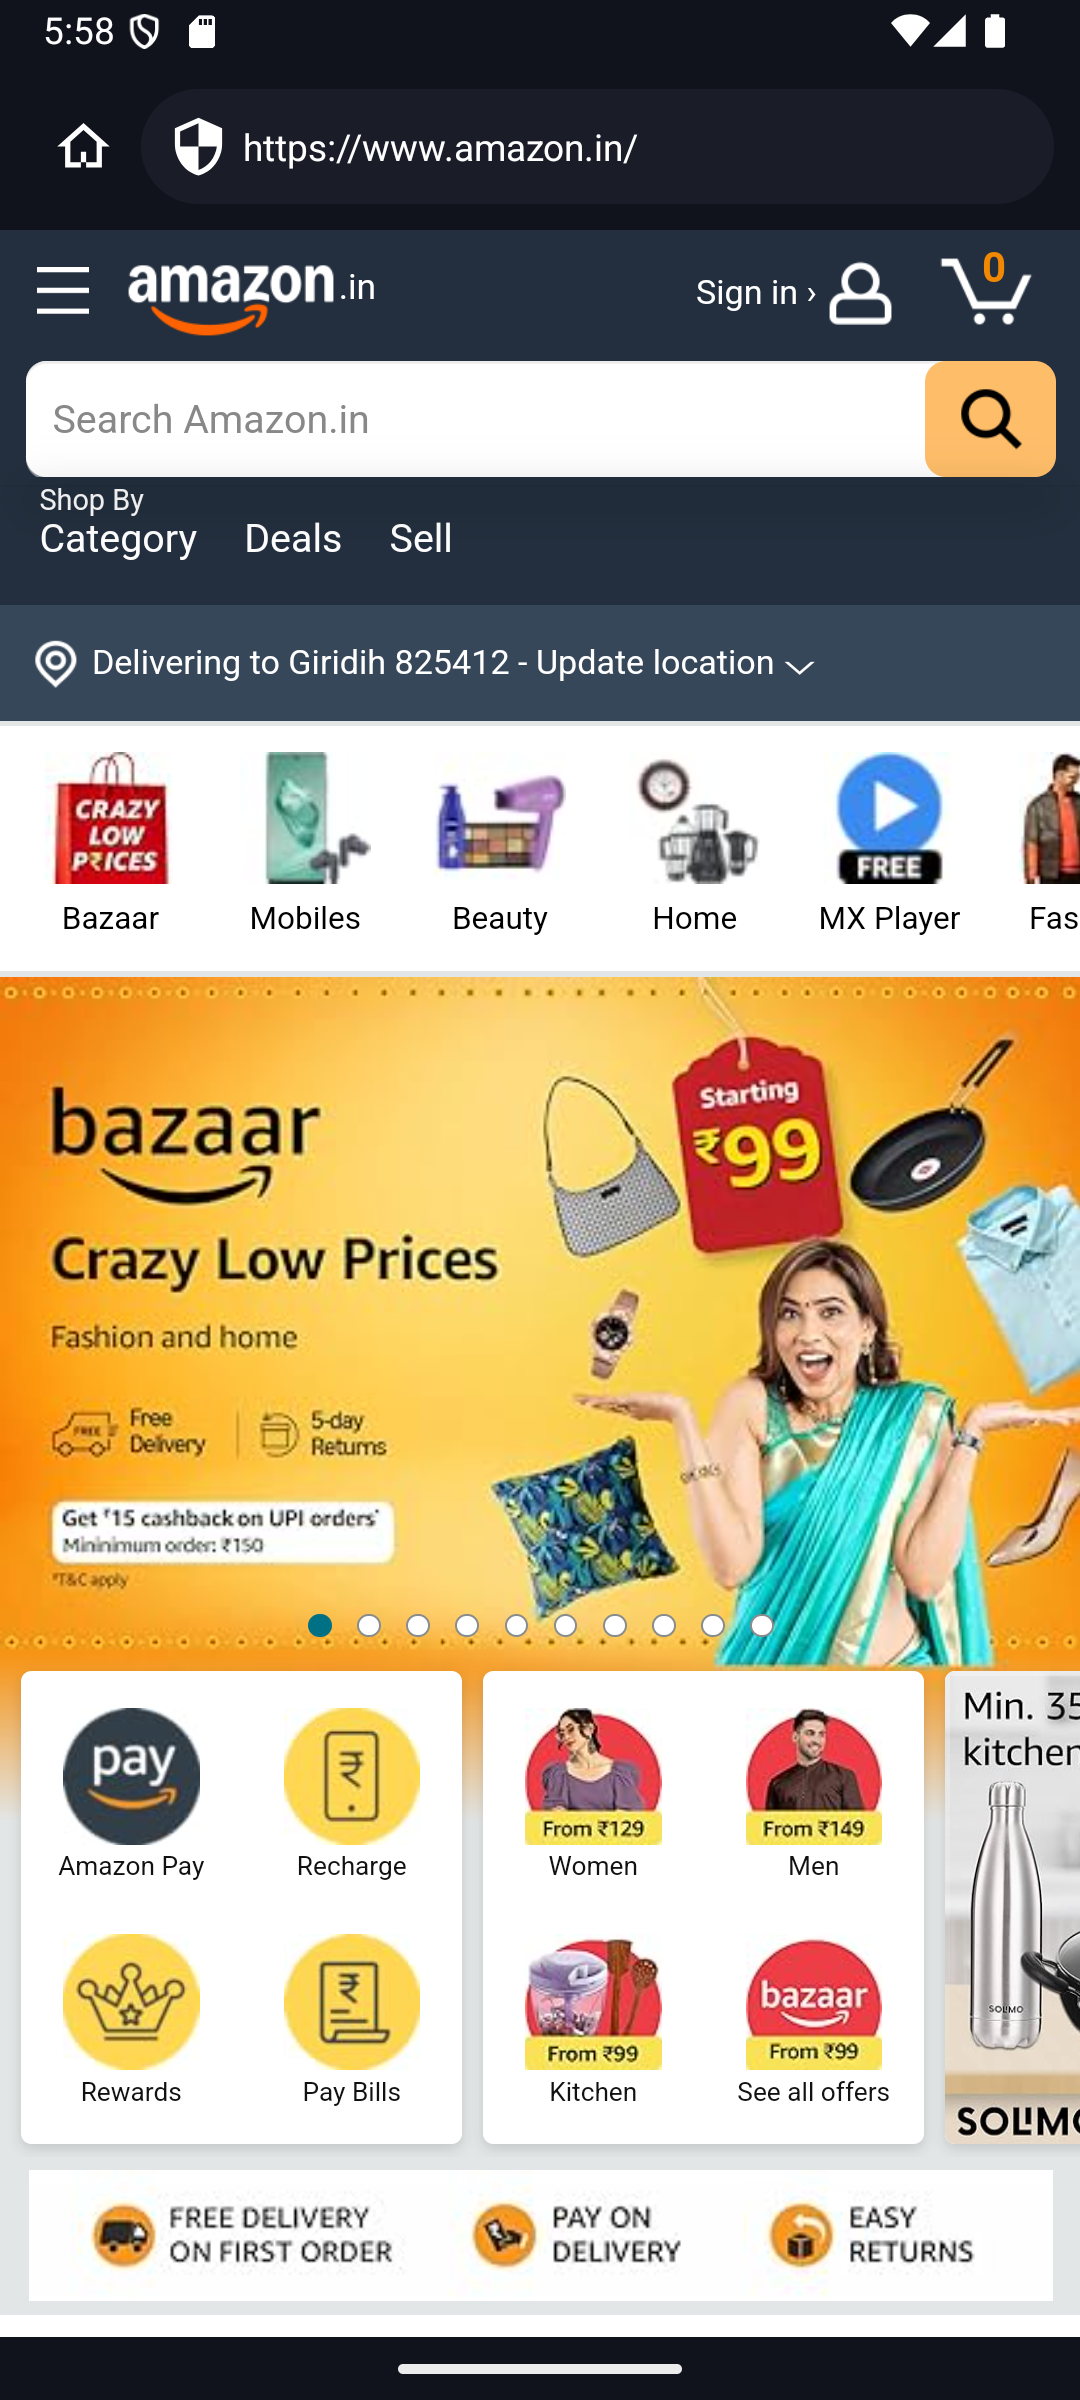 5:58
https://www.amazon.in/
amazon.in
Sign in ›
0
Search Amazon.in
Shop By
Category Deals Sell
Delivering to Giridih 825412 - Update location
CRAZY
LOW
PRICES
FREE
Bazaar Mobiles Beauty Home MX Player Fas
bazaar
Starting
₹99
Crazy Low Prices
Fashion and home
Free
Delivery
5-day
Returns
FREE
Get ₹15 cashback on UPI orders*
Mininimum order: ₹150
*T&C apply
pay
₹
Amazon Pay Recharge
₹
Rewards Pay Bills
From ₹129
From ₹149
Women Men
bazaar
From ₹99
From ₹99
Kitchen See all offers
Min. 35
kitchen
SOLIMO
SOLIMO
FREE DELIVERY
ON FIRST ORDER
PAY ON
DELIVERY
EASY
RETURNS